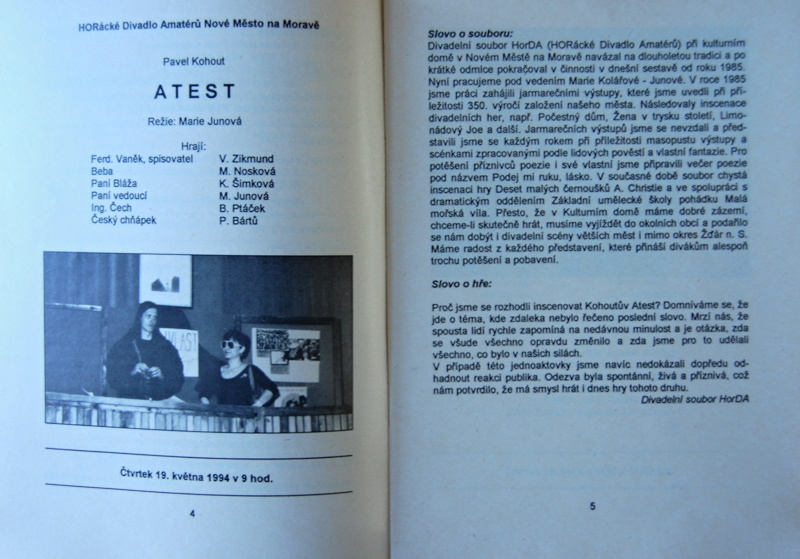 HORácké Divadlo Amatérů Nové Město na Moravě
Pavel Kohout
ATEST
Režie: Marie Junová
Hrají:
Ferd. Vaněk, spisovatel V. Zikmund
Beba M. Nosková
Paní Bláža K. Šimková
Paní vedoucí M. Junová
Ing. Čech B. Ptáček
Český chňápek P. Bártů
VLAST
Čtvrtek 19. května 1994 v 9 hod.
4
Slovo o souboru:
Divadelní soubor HorDA (HORácké Divadlo Amatérů) při kulturním
domě v Novém Městě na Moravě navázal na dlouholetou tradici a po
krátké odmlce pokračoval v činnosti v dnešní sestavě od roku 1985.
Nyní pracujeme pod vedením Marie Kolářové - Junové. V roce 1985
jsme práci zahájili jarmarečními výstupy, které jsme uvedli při pří-
ležitosti 350. výročí založení našeho města. Následovaly inscenace
divadelních her, např. Počestný dům, Žena v trysku století, Limo-
nádový Joe a další. Jarmarečních výstupů jsme se nevzdali a před-
stavili jsme se každým rokem při příležitosti masopustu výstupy a
scénkami zpracovanými podle lidových pověstí a vlastní fantazie. Pro
potěšení příznivců poezie i své vlastní jsme připravili večer poezie
pod názvem Podej mi ruku, lásko. V současné době soubor chystá
inscenaci hry Deset malých černoušků A. Christie a ve spolupráci s
dramatickým oddělením Základní umělecké školy pohádku Malá
mořská víla. Přesto, že v Kulturním domě máme dobré zázemí,
chceme-li skutečně hrát, musíme vyjíždět do okolních obcí a podařilo
se nám dobýt i divadelní scény větších měst i mimo okres Žďár n. S.
Máme radost z každého představení, které přináší divákům alespoň
trochu potěšení a pobavení.
Slovo o hře:
Proč jsme se rozhodli inscenovat Kohoutův Atest? Domníváme se, že
jde o téma, kde zdaleka nebylo řečeno poslední slovo. Mrzí nás, že
spousta lidí rychle zapomíná na nedávnou minulost a je otázka, zda
se všude všechno opravdu změnilo a zda jsme pro to udělali
všechno, co bylo v našich silách.
V případě této jednoaktovky jsme navíc nedokázali dopředu od-
hadnout reakci publika. Odezva byla spontánní, živá a příznivá, což
nám potvrdilo, že má smysl hrát i dnes hry tohoto druhu.
Divadelní soubor HorDA
5